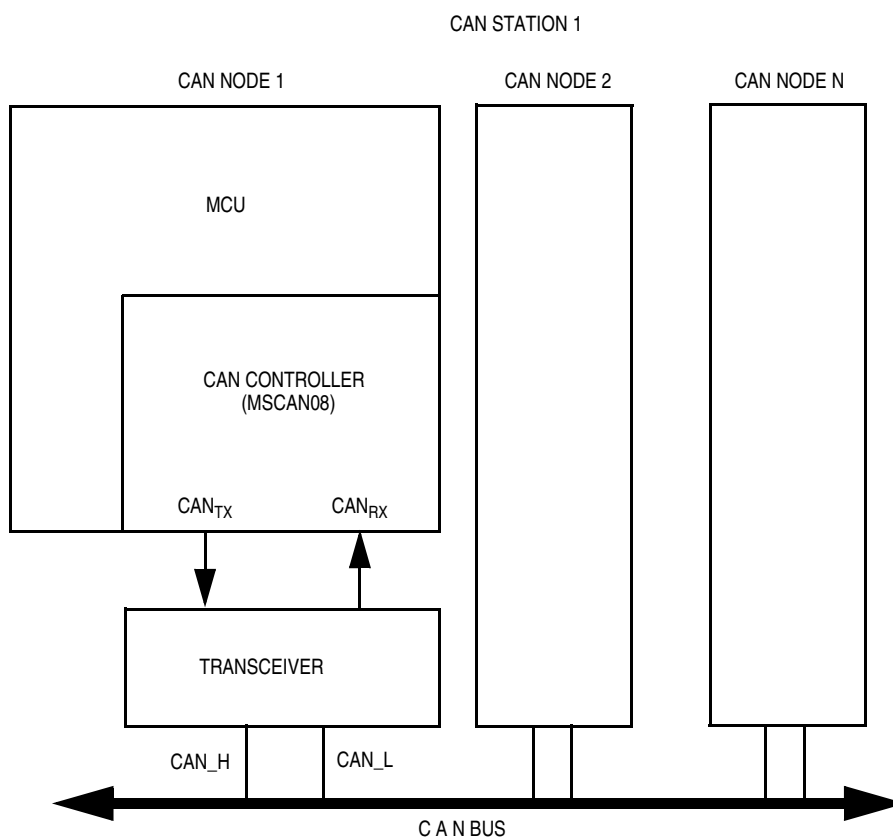 CAN STATION 1
CAN NODE 1
CAN NODE 2
CAN NODE N
MCU
CAN CONTROLLER
(MSCAN08)
CANTX
CANRX
TRANSCEIVER
CAN_H
CAN_L
C A N BUS